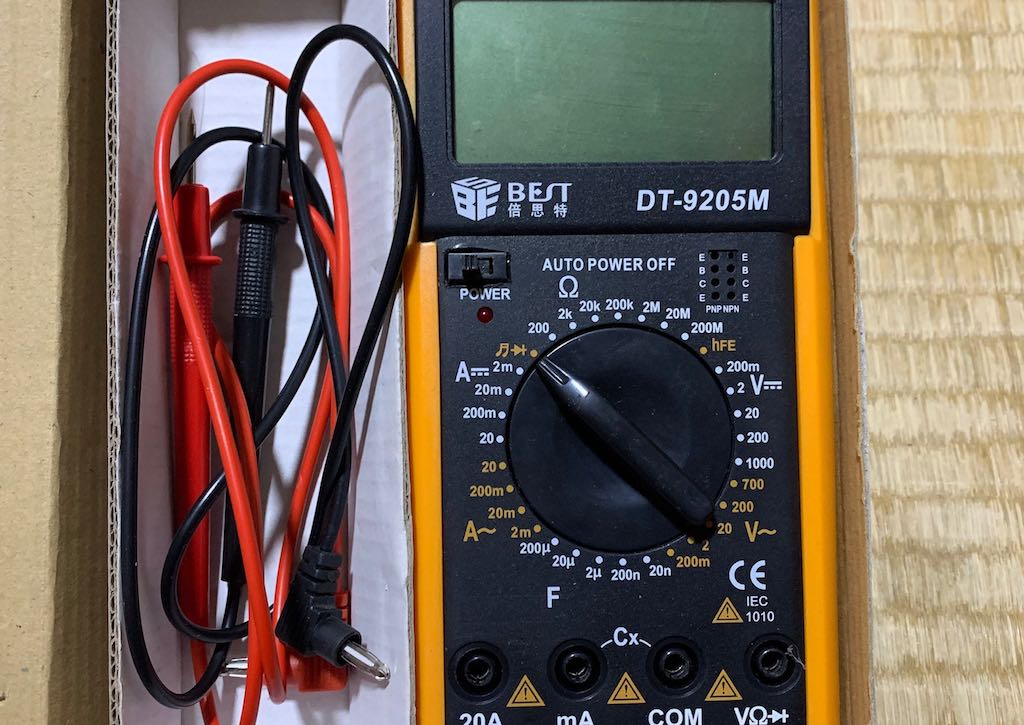 BEST
倍思特
DT-9205M
AUTO POWER OFF
POWER
Ω
200
2k
20k
200k
2M
20M
200M
hFE
E E
B B
C C
E E
PNP NPN
A⎓
2m
20m
200m
20
A~
20
200m
20m
2m
F
200µ
20µ
2µ
200n
20n
V⎓
200m
2
20
200
1000
V~
700
200
20
2
200m
CE
IEC
1010
Cx
20A
mA
COM
VΩ